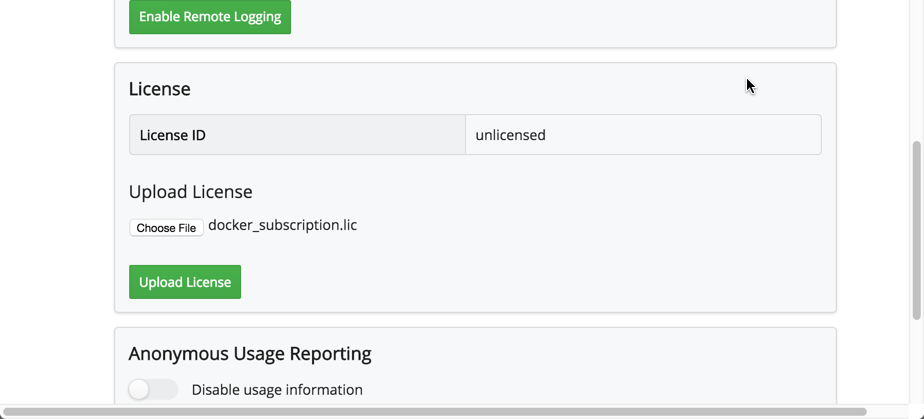 Enable Remote Logging
License
License ID unlicensed
Upload License
Choose File docker_subscription.lic
Upload License
Anonymous Usage Reporting
Disable usage information